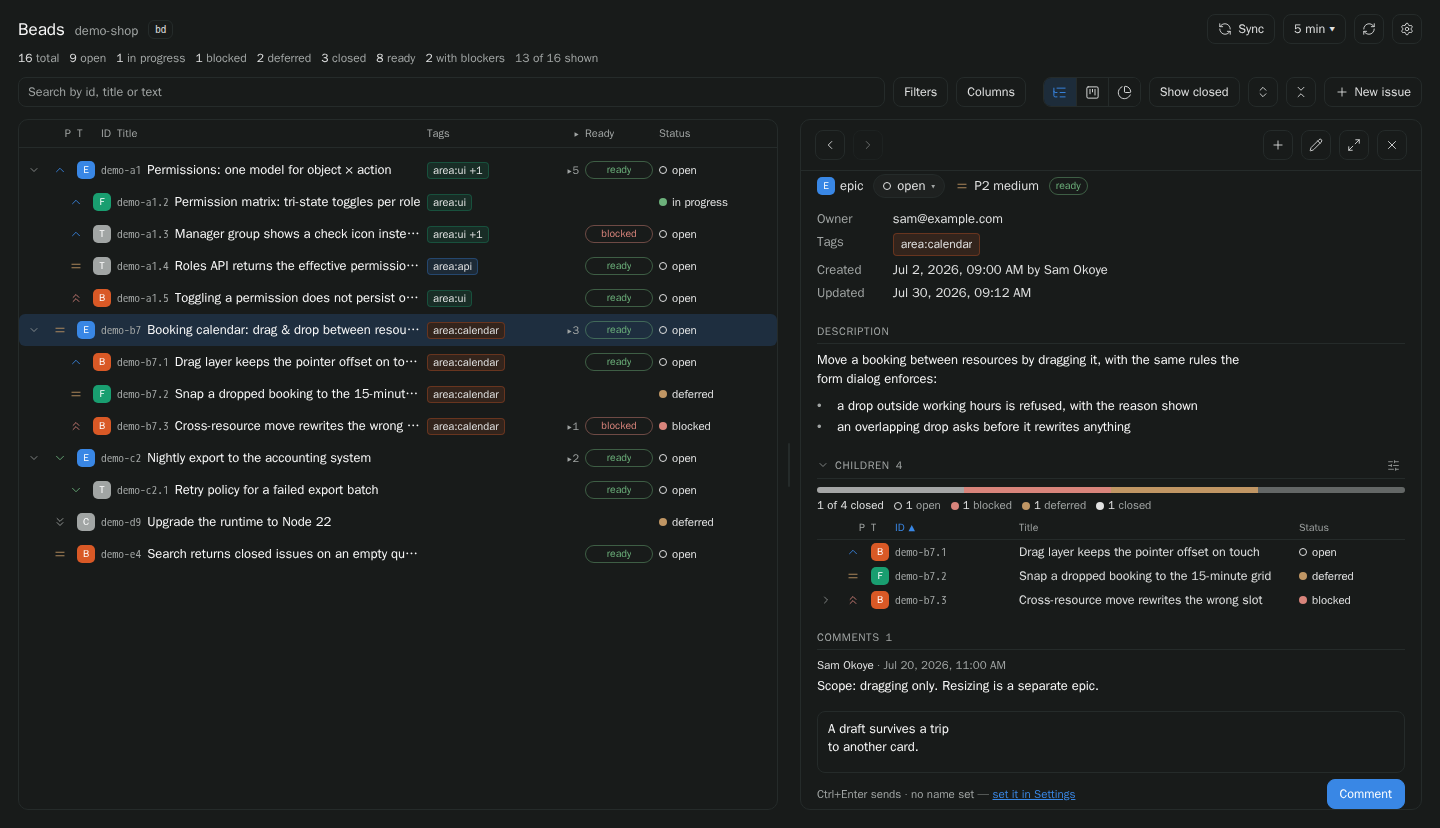 Beads demo-shop bd
Sync 5 min ▾
16 total 9 open 1 in progress 1 blocked 2 deferred 3 closed 8 ready 2 with blockers 13 of 16 shown
Search by id, title or text
Filters Columns Show closed New issue
P T ID Title Tags ▸ Ready Status
E demo-a1 Permissions: one model for object × action area:ui +1 ▸5 ready open
F demo-a1.2 Permission matrix: tri-state toggles per role area:ui in progress
T demo-a1.3 Manager group shows a check icon inste··· area:ui +1 blocked open
T demo-a1.4 Roles API returns the effective permissio··· area:api ready open
B demo-a1.5 Toggling a permission does not persist o··· area:ui ready open
E demo-b7 Booking calendar: drag & drop between resou··· area:calendar ▸3 ready open
B demo-b7.1 Drag layer keeps the pointer offset on to··· area:calendar ready open
F demo-b7.2 Snap a dropped booking to the 15-minut··· area:calendar deferred
B demo-b7.3 Cross-resource move rewrites the wrong ··· area:calendar ▸1 blocked blocked
E demo-c2 Nightly export to the accounting system ▸2 ready open
T demo-c2.1 Retry policy for a failed export batch ready open
C demo-d9 Upgrade the runtime to Node 22 deferred
B demo-e4 Search returns closed issues on an empty qu··· ready open
E epic open ▾ P2 medium ready
Owner sam@example.com
Tags area:calendar
Created Jul 2, 2026, 09:00 AM by Sam Okoye
Updated Jul 30, 2026, 09:12 AM
DESCRIPTION
Move a booking between resources by dragging it, with the same rules the
form dialog enforces:
• a drop outside working hours is refused, with the reason shown
• an overlapping drop asks before it rewrites anything
CHILDREN 4
1 of 4 closed 1 open 1 blocked 1 deferred 1 closed
P T ID ▲ Title Status
B demo-b7.1 Drag layer keeps the pointer offset on touch open
F demo-b7.2 Snap a dropped booking to the 15-minute grid deferred
B demo-b7.3 Cross-resource move rewrites the wrong slot blocked
COMMENTS 1
Sam Okoye · Jul 20, 2026, 11:00 AM
Scope: dragging only. Resizing is a separate epic.
A draft survives a trip
to another card.
Ctrl+Enter sends · no name set — set it in Settings Comment